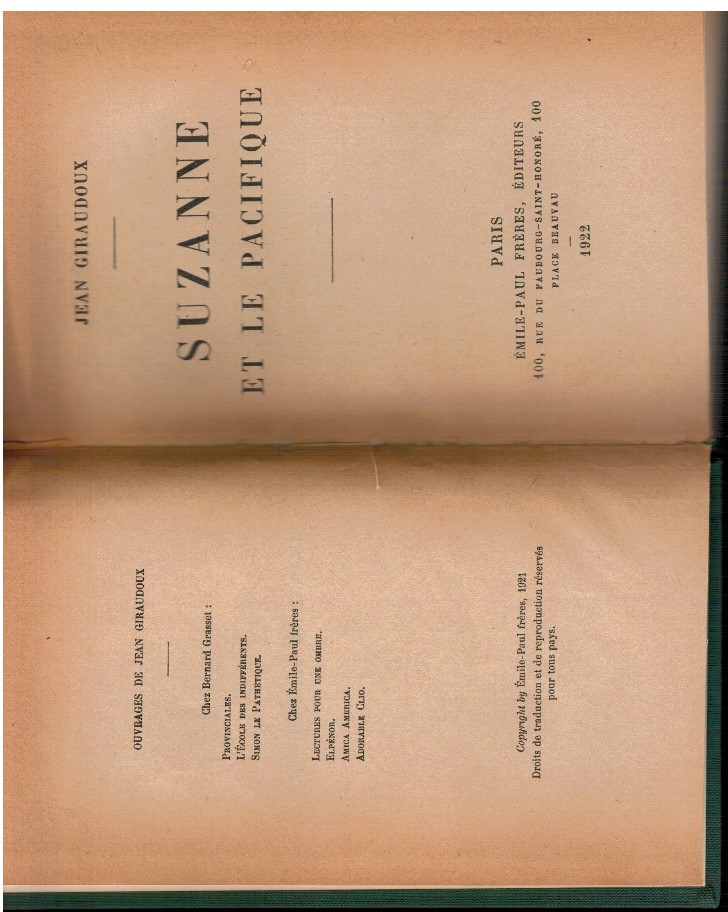 OUVRAGES DE JEAN GIRAUDOUX
Chez Bernard Grasset :
PROVINCIALES.
L'ÉCOLE DES INDIFFÉRENTS.
SIMON LE PATHETIQUE.
Chez Émile-Paul frères :
LECTURES POUR UNE OMBRE.
ELPÉNOR.
AMICA AMERICA.
ADORABLE CLIO.
Copyright by Émile-Paul frères, 1921
Droits de traduction et de reproduction réservés
pour tous pays.
JEAN GIRAUDOUX
SUZANNE
ET LE PACIFIQUE
PARIS
ÉMILE-PAUL FRÈRES, ÉDITEURS
100, RUE DU FAUBOURG-SAINT-HONORÉ, 100
PLACE BEAUVAU
1922